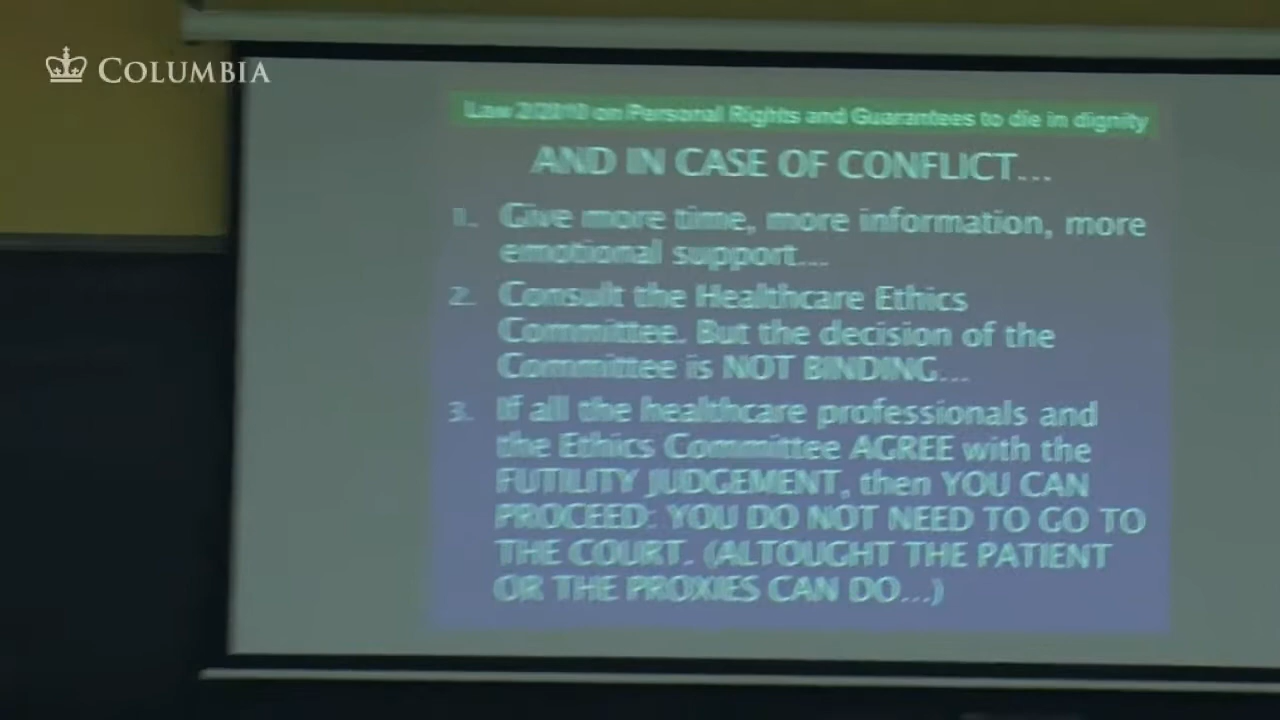 COLUMBIA
Law 2/2010 on Personal Rights and Guarantees to die in dignity
AND IN CASE OF CONFLICT...
1. Give more time, more information, more
emotional support...
2. Consult the Healthcare Ethics
Committee. But the decision of the
Committee is NOT BINDING...
3. If all the healthcare professionals and
the Ethics Committee AGREE with the
FUTILITY JUDGEMENT, then YOU CAN
PROCEED: YOU DO NOT NEED TO GO TO
THE COURT. (ALTOUGHT THE PATIENT
OR THE PROXIES CAN DO...)